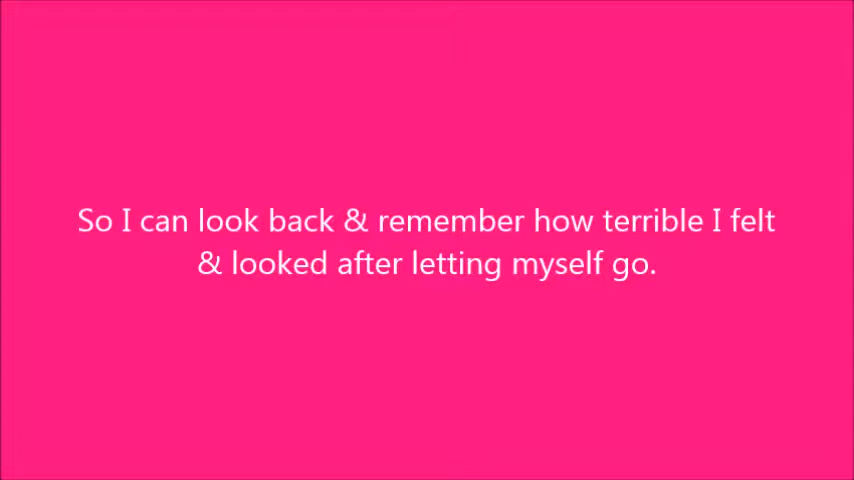 So I can look back & remember how terrible I felt
& looked after letting myself go.